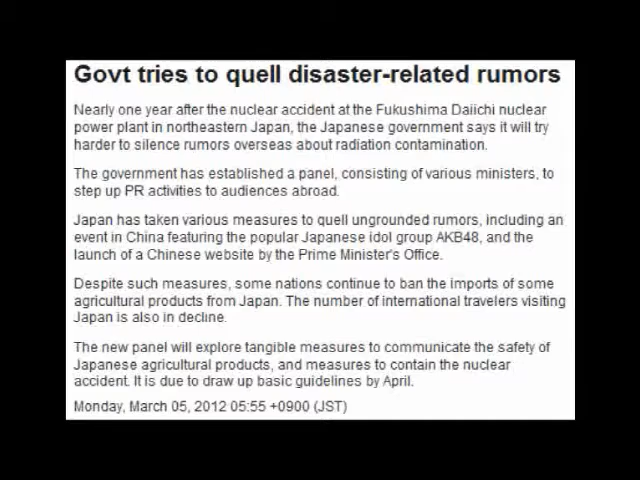 Govt tries to quell disaster-related rumors
Nearly one year after the nuclear accident at the Fukushima Daiichi nuclear
power plant in northeastern Japan, the Japanese government says it will try
harder to silence rumors overseas about radiation contamination.
The government has established a panel, consisting of various ministers, to
step up PR activities to audiences abroad.
Japan has taken various measures to quell ungrounded rumors, including an
event in China featuring the popular Japanese idol group AKB48, and the
launch of a Chinese website by the Prime Minister's Office.
Despite such measures, some nations continue to ban the imports of some
agricultural products from Japan. The number of international travelers visiting
Japan is also in decline.
The new panel will explore tangible measures to communicate the safety of
Japanese agricultural products, and measures to contain the nuclear
accident. It is due to draw up basic guidelines by April.
Monday, March 05, 2012 05:55 +0900 (JST)